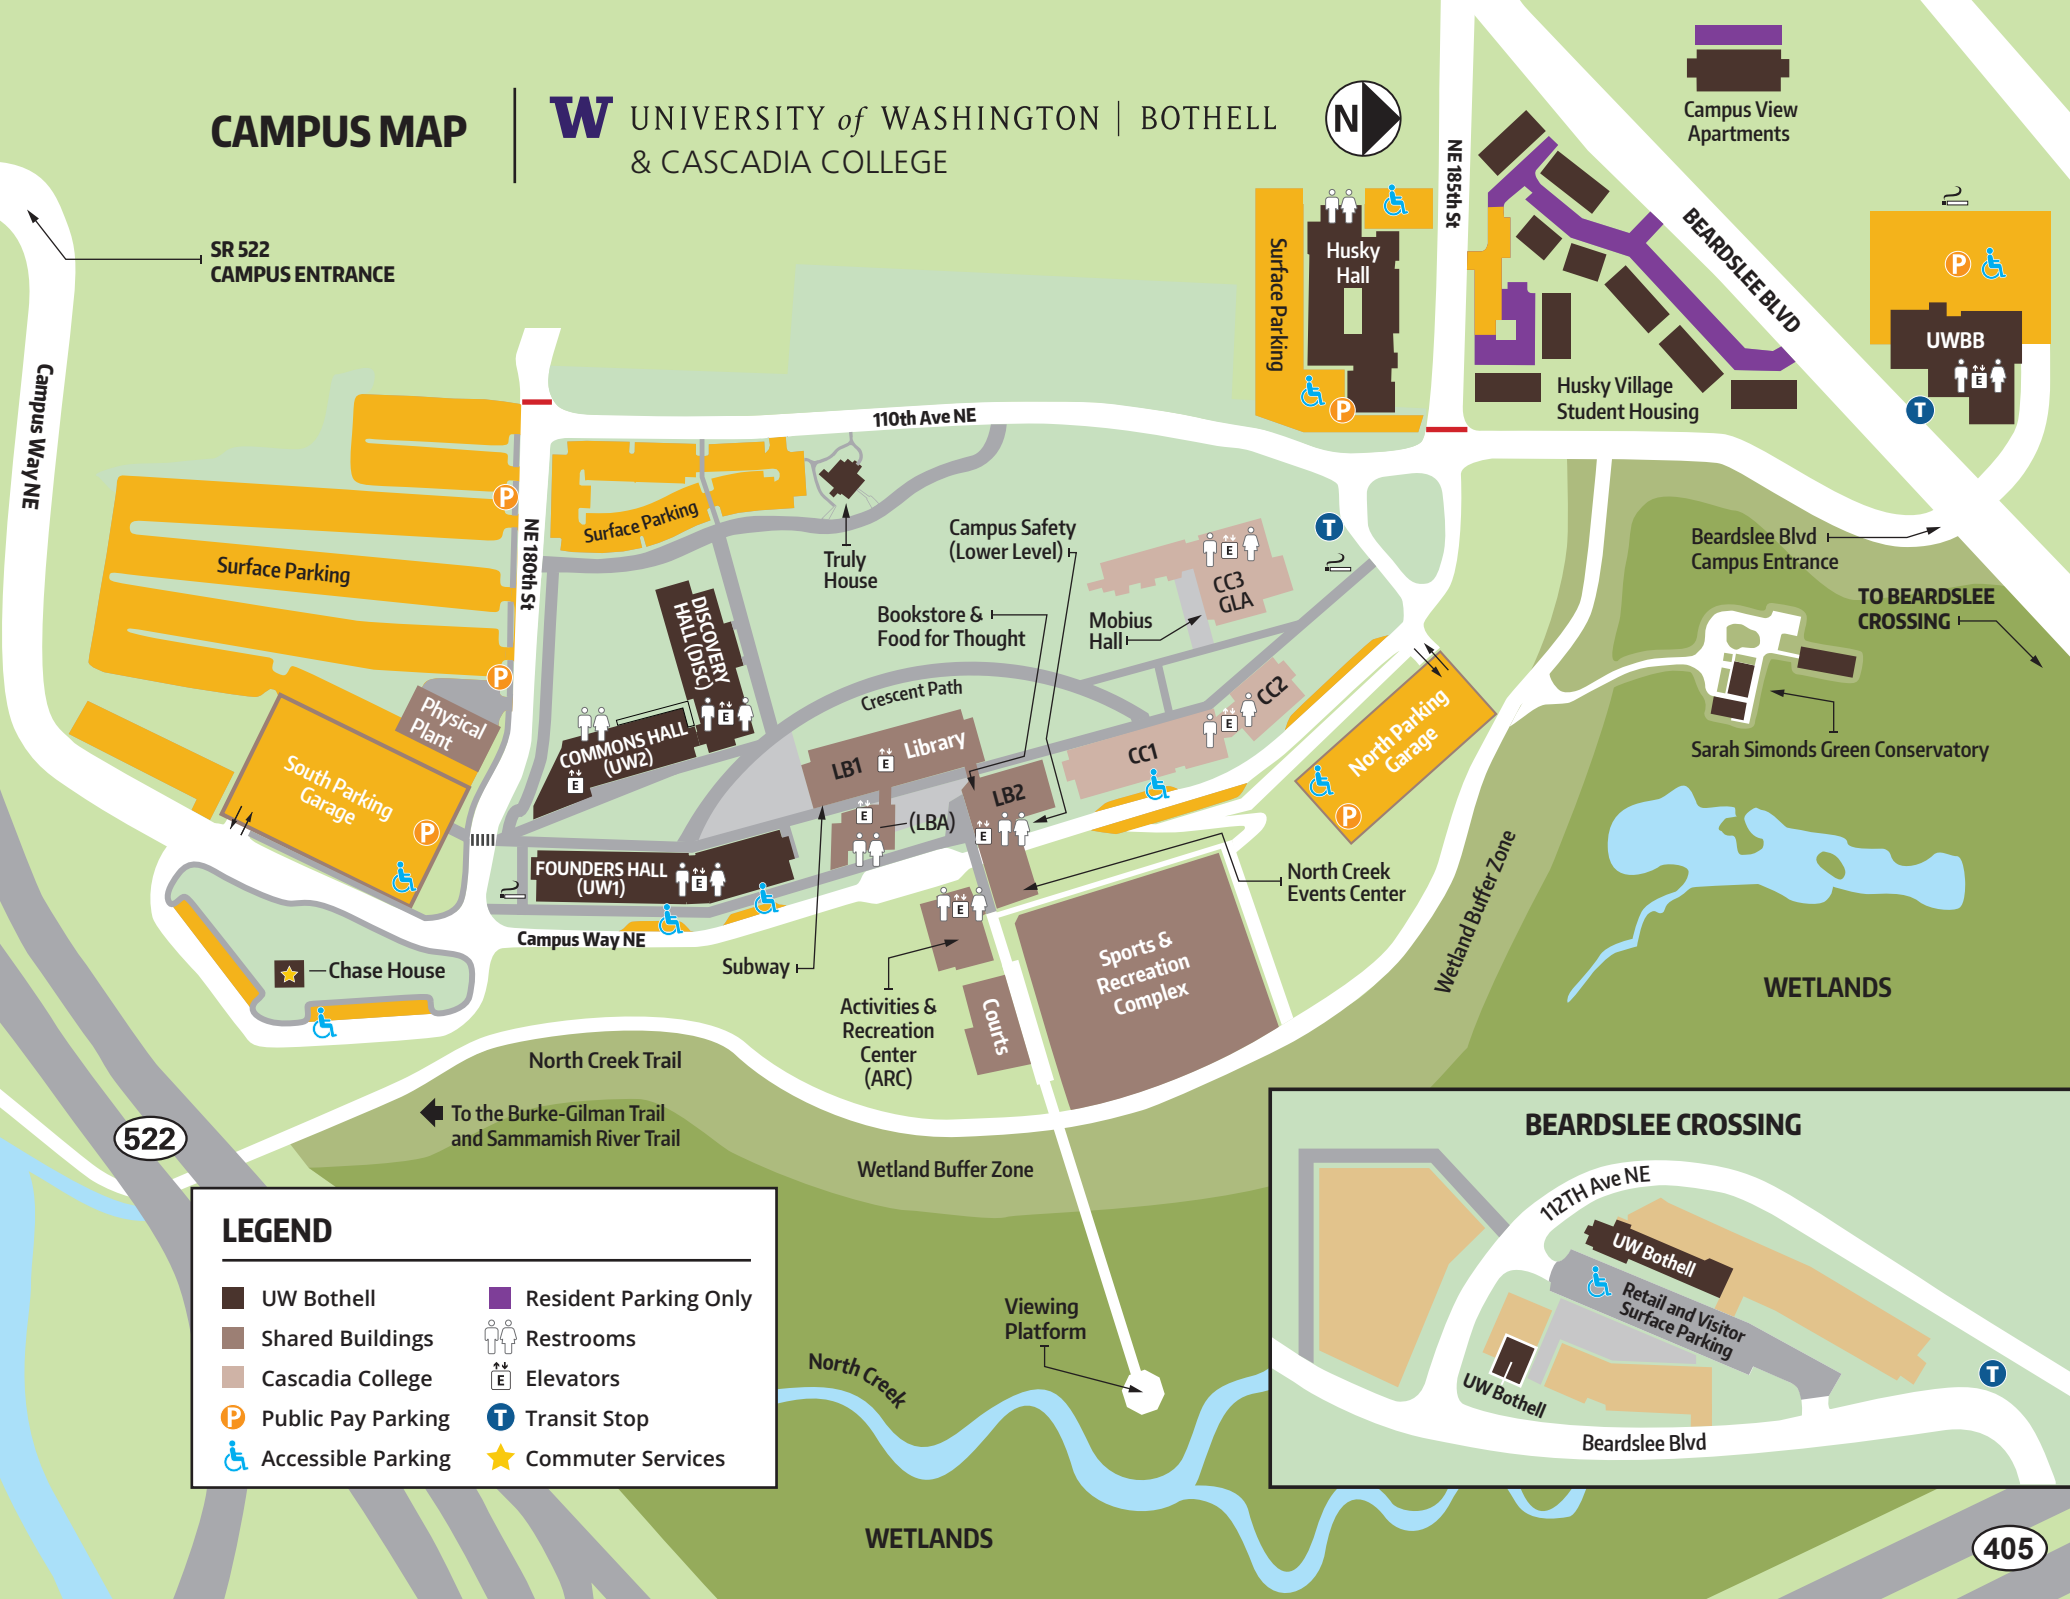 CAMPUS MAP
W
UNIVERSITY of WASHINGTON | BOTHELL
& CASCADIA COLLEGE
N
SR 522
CAMPUS ENTRANCE
Campus View
Apartments
NE 185th St
BEARDSLEE BLVD
Husky
Hall
Surface Parking
P
P
UWBB
E
T
Husky Village
Student Housing
Campus Way NE
110th Ave NE
P
Surface Parking
NE 180th St
Surface Parking
P
Truly
House
Campus Safety
(Lower Level)
Bookstore &
Food for Thought
T
E
CC3
GLA
Mobius
Hall
Beardslee Blvd
Campus Entrance
TO BEARDSLEE
CROSSING
Sarah Simonds Green Conservatory
DISCOVERY
HALL (DISC)
E
COMMONS HALL
(UW2)
E
Crescent Path
Physical
Plant
South Parking
Garage
P
LB1
E
Library
E
(LBA)
LB2
E
CC1
E
CC2
North Parking
Garage
P
FOUNDERS HALL
(UW1)
E
Campus Way NE
Subway
E
North Creek
Events Center
Wetland Buffer Zone
WETLANDS
Chase House
Activities &
Recreation
Center
(ARC)
Courts
Sports &
Recreation
Complex
North Creek Trail
To the Burke-Gilman Trail
and Sammamish River Trail
522
Wetland Buffer Zone
LEGEND
UW Bothell
Shared Buildings
Cascadia College
P Public Pay Parking
Accessible Parking
Resident Parking Only
Restrooms
E Elevators
T Transit Stop
Commuter Services
Viewing
Platform
North Creek
WETLANDS
BEARDSLEE CROSSING
112TH Ave NE
UW Bothell
Retail and Visitor
Surface Parking
UW Bothell
T
Beardslee Blvd
405